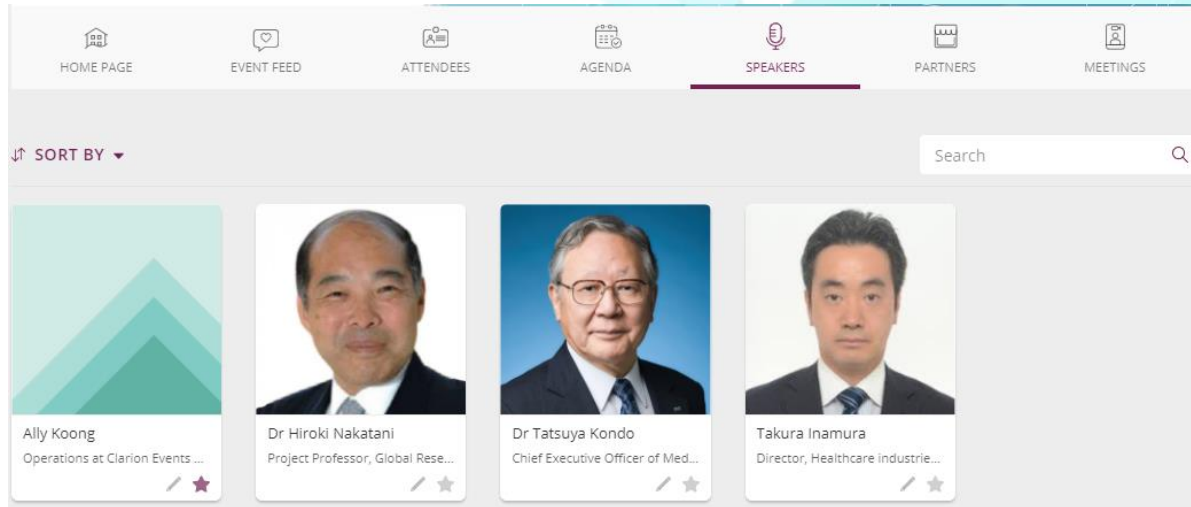 HOME PAGE
EVENT FEED
ATTENDEES
AGENDA
SPEAKERS
PARTNERS
MEETINGS
SORT BY
Search
Ally Koong
Operations at Clarion Events ...
Dr Hiroki Nakatani
Project Professor, Global Rese...
Dr Tatsuya Kondo
Chief Executive Officer of Med...
Takura Inamura
Director, Healthcare industrie...